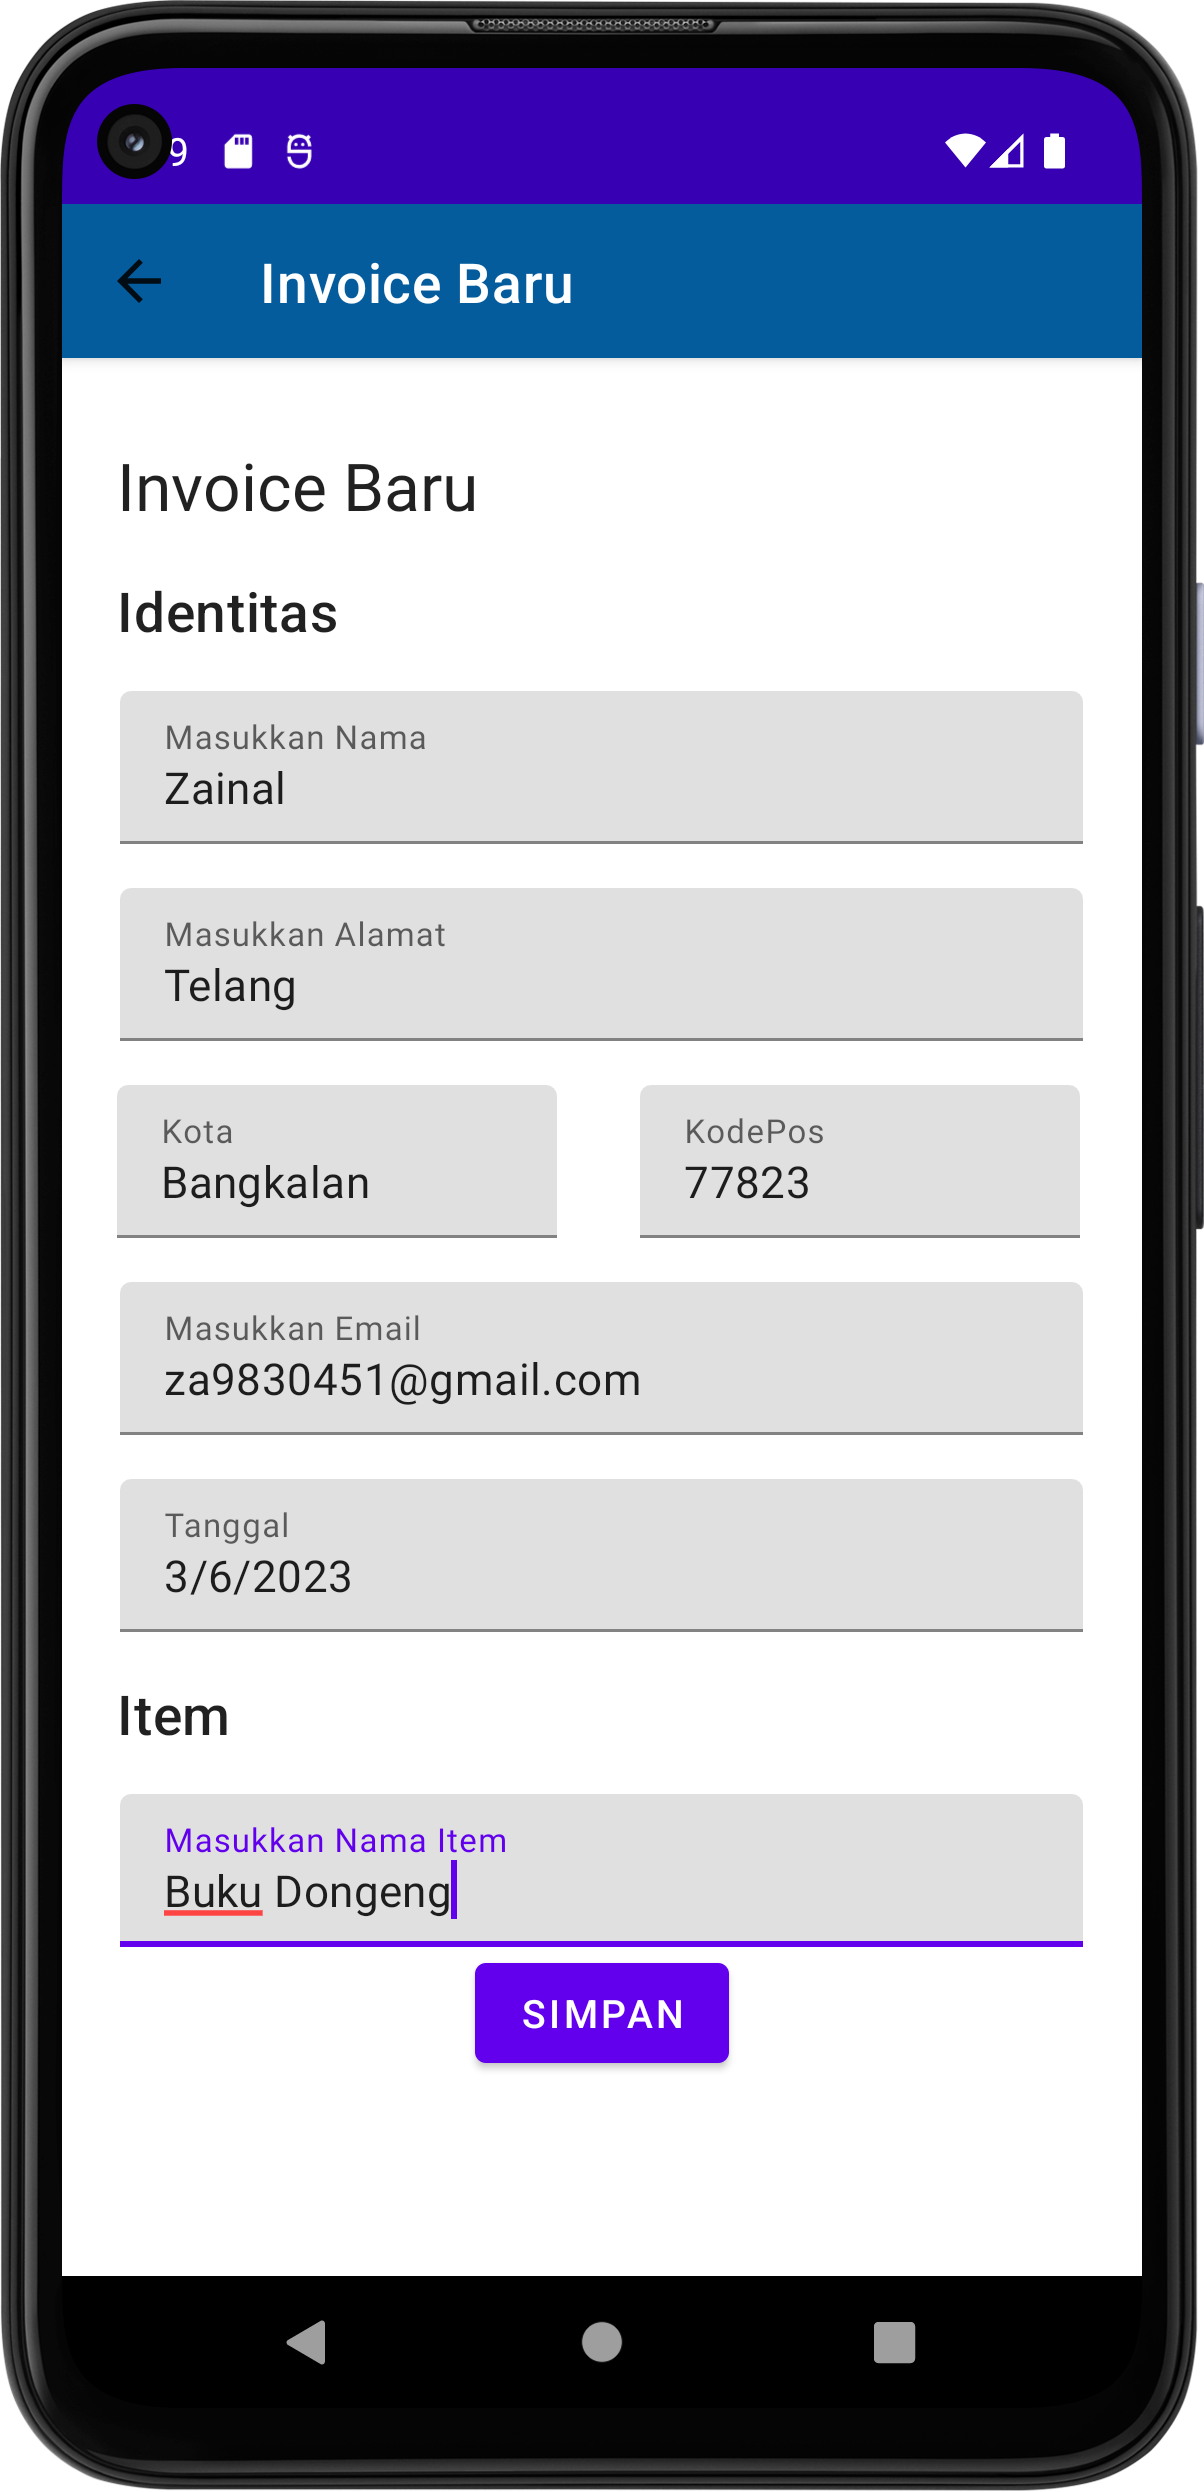 9
Invoice Baru
Invoice Baru
Identitas
Masukkan Nama
Zainal
Masukkan Alamat
Telang
Kota
Bangkalan
KodePos
77823
Masukkan Email
za9830451@gmail.com
Tanggal
3/6/2023
Item
Masukkan Nama Item
Buku Dongeng
SIMPAN